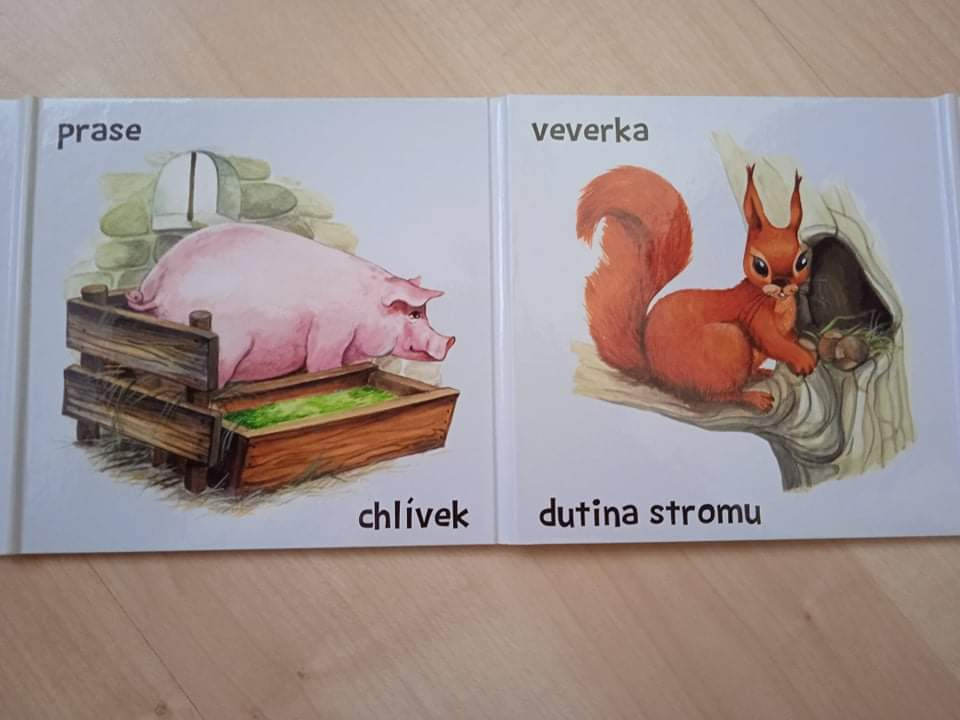 prase
chlívek
veverka
dutina stromu